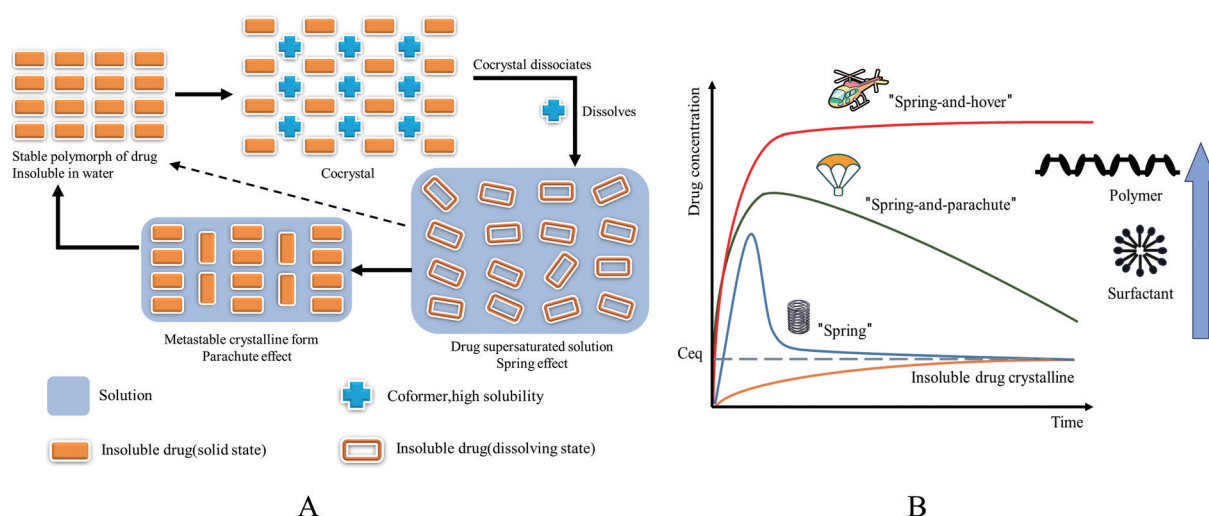 Stable polymorph of drug
Insoluble in water
Cocrystal
Cocrystal dissociates
Dissolves
Metastable crystalline form
Parachute effect
Drug supersaturated solution
Spring effect
Solution
Coformer,high solubility
Insoluble drug(solid state)
Insoluble drug(dissolving state)
A
Drug concentration
"Spring-and-hover"
"Spring-and-parachute"
"Spring"
Ceq
Insoluble drug crystalline
Time
Polymer
Surfactant
B